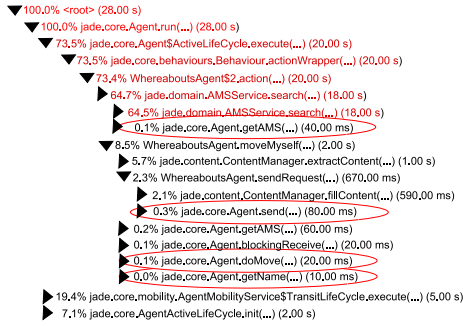 100.0% <root> (28.00 s)
100.0% jade.core.Agent.run(...) (28.00 s)
73.5% jade.core.Agent$ActiveLifeCycle.execute(...) (20.00 s)
73.5% jade.core.behaviours.Behaviour.actionWrapper(...) (20.00 s)
73.4% WhereaboutsAgent$2.action(...) (20.00 s)
64.7% jade.domain.AMSService.search(...) (18.00 s)
64.5% jade.domain.AMSService.search(...) (18.00 s)
0.1% jade.core.Agent.getAMS(...) (40.00 ms)
8.5% WhereaboutsAgent.moveMyself(...) (2.00 s)
5.7% jade.content.ContentManager.extractContent(...) (1.00 s)
2.3% WhereaboutsAgent.sendRequest(...) (670.00 ms)
2.1% jade.content.ContentManager.fillContent(...) (590.00 ms)
0.3% jade.core.Agent.send(...) (80.00 ms)
0.2% jade.core.Agent.getAMS(...) (60.00 ms)
0.1% jade.core.Agent.blockingReceive(...) (20.00 ms)
0.1% jade.core.Agent.doMove(...) (20.00 ms)
0.0% jade.core.Agent.getName(...) (10.00 ms)
19.4% jade.core.mobility.AgentMobilityService$TransitLifeCycle.execute(...) (5.00 s)
7.1% jade.core.AgentActiveLifeCycle.init(...) (2.00 s)